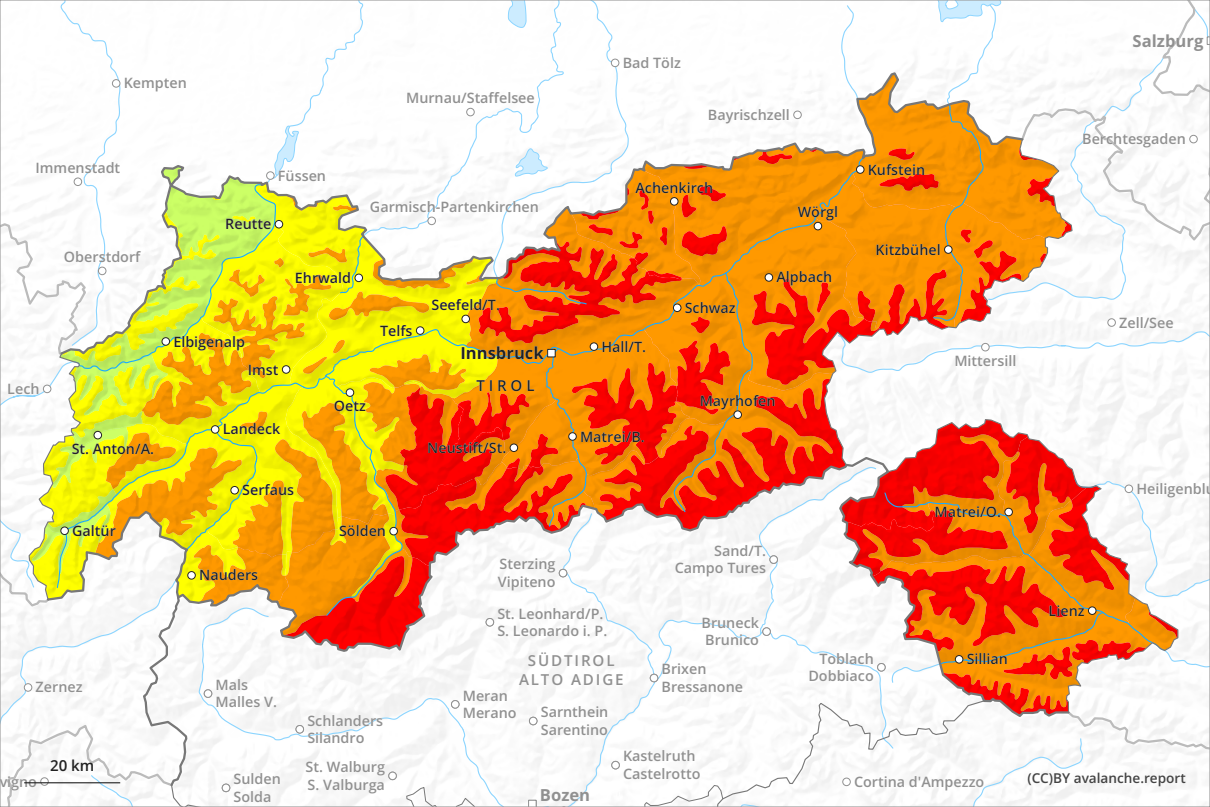 Salzburg
Bad Tölz
Kempten
Murnau/Staffelsee
Bayrischzell
Berchtesgaden
Immenstadt
Füssen
Kufstein
Achenkirch
Garmisch-Partenkirchen
Wörgl
Reutte
Kitzbühel
Oberstdorf
Ehrwald
Alpbach
Seefeld/T.
Schwaz
Zell/See
Telfs
Elbigenalp
Innsbruck
Hall/T.
Mittersill
Imst
TIROL
Lech
Oetz
Mayrhofen
Landeck
Matrei/B.
St. Anton/A.
Neustift/St.
Serfaus
Heiligenblu
Matrei/O.
Galtür
Sölden
Sand/T.
Campo Tures
Sterzing
Vipiteno
Nauders
Lienz
St. Leonhard/P.
S. Leonardo i. P.
Bruneck
Brunico
Sillian
SÜDTIROL
ALTO ADIGE
Toblach
Dobbiaco
Brixen
Bressanone
Zernez
Mals
Malles V.
Meran
Merano
Sarnthein
Sarentino
Schlanders
Silandro
Kastelruth
Castelrotto
20 km
St. Walburg
S. Valburga
vigno
Sulden
Solda
Cortina d'Ampezzo
(CC)BY avalanche.report
Bozen